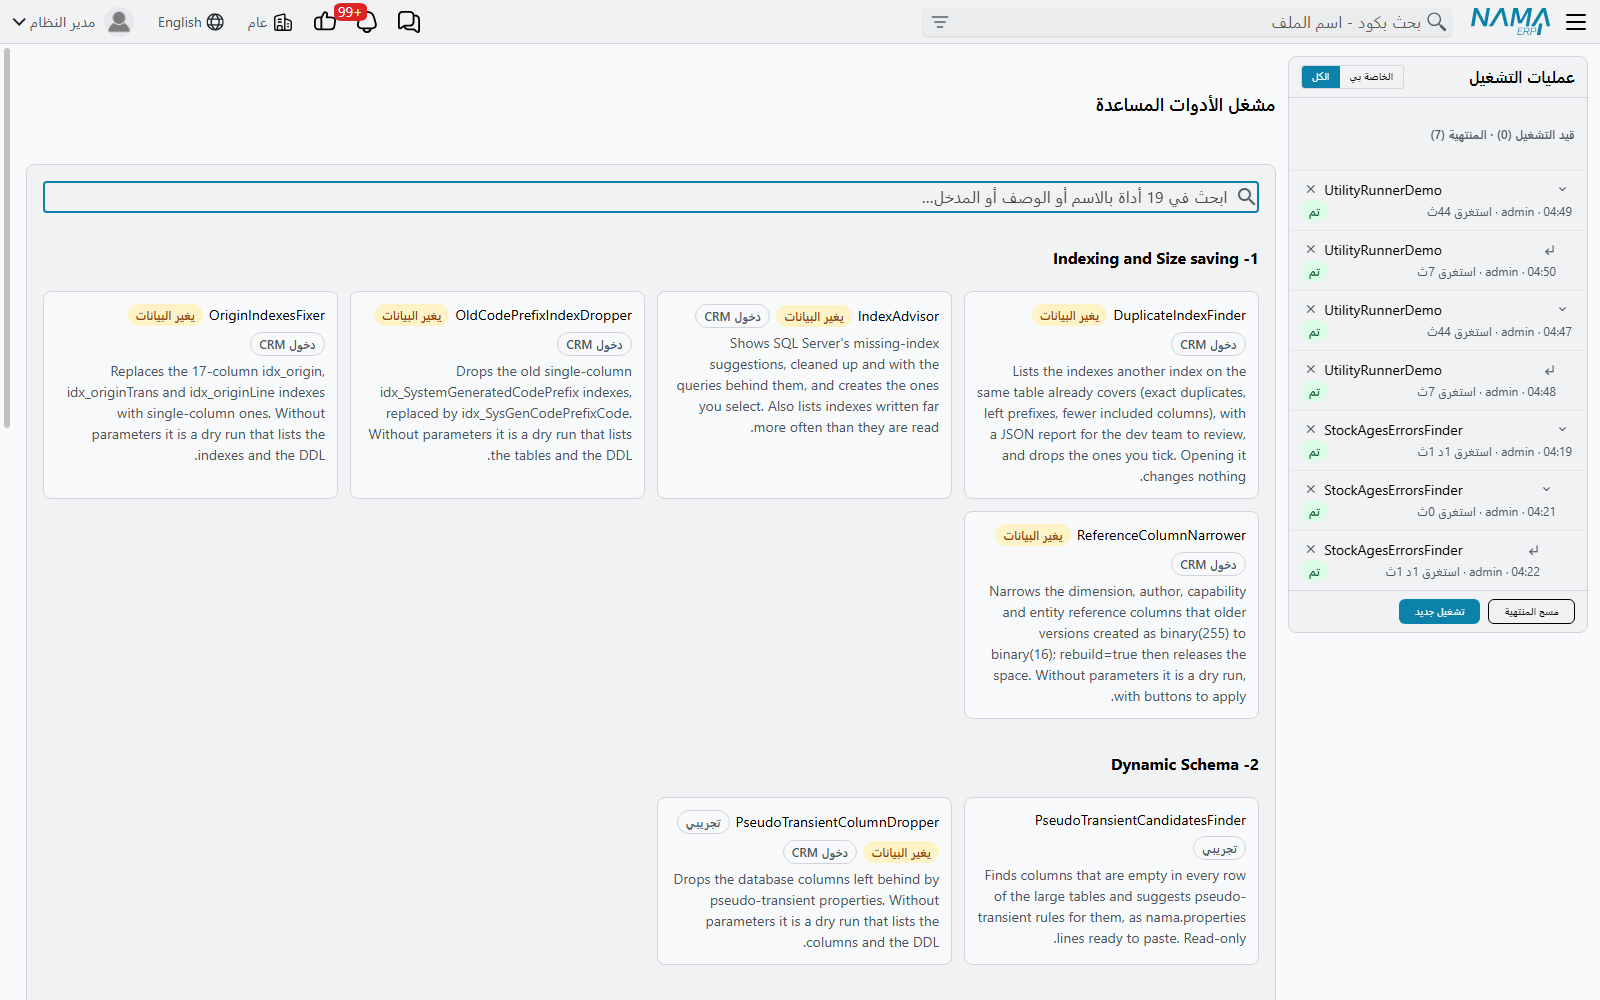 NAMA ERP
بحث بكود - اسم الملف
99+
عام
English
مدير النظام
عمليات التشغيل
الخاصة بي
الكل
قيد التشغيل (0) · المنتهية (7)
UtilityRunnerDemo
04:49 · admin · استغرق 44ث
تم
UtilityRunnerDemo
04:50 · admin · استغرق 7ث
تم
UtilityRunnerDemo
04:47 · admin · استغرق 44ث
تم
UtilityRunnerDemo
04:48 · admin · استغرق 7ث
تم
StockAgesErrorsFinder
04:19 · admin · استغرق 1د 1ث
تم
StockAgesErrorsFinder
04:21 · admin · استغرق 0ث
تم
StockAgesErrorsFinder
04:22 · admin · استغرق 1د 1ث
تم
مسح المنتهية
تشغيل جديد
مشغل الأدوات المساعدة
ابحث في 19 أداة بالاسم أو الوصف أو المدخل...
1- Indexing and Size saving
DuplicateIndexFinder يغير البيانات
دخول CRM
Lists the indexes another index on the
same table already covers (exact duplicates,
left prefixes, fewer included columns), with
a JSON report for the dev team to review,
and drops the ones you tick. Opening it
changes nothing.
IndexAdvisor يغير البيانات دخول CRM
Shows SQL Server's missing-index
suggestions, cleaned up and with the
queries behind them, and creates the ones
you select. Also lists indexes written far
more often than they are read.
OldCodePrefixIndexDropper يغير البيانات
دخول CRM
Drops the old single-column
idx_SystemGeneratedCodePrefix indexes,
replaced by idx_SysGenCodePrefixCode.
Without parameters it is a dry run that lists
the tables and the DDL.
OriginIndexesFixer يغير البيانات
دخول CRM
Replaces the 17-column idx_origin,
idx_originTrans and idx_originLine indexes
with single-column ones. Without
parameters it is a dry run that lists the
indexes and the DDL.
ReferenceColumnNarrower يغير البيانات
دخول CRM
Narrows the dimension, author, capability
and entity reference columns that older
versions created as binary(255) to
binary(16); rebuild=true then releases the
space. Without parameters it is a dry run,
with buttons to apply.
2- Dynamic Schema
PseudoTransientCandidatesFinder
تجريبي
Finds columns that are empty in every row
of the large tables and suggests pseudo-
transient rules for them, as nama.properties
lines ready to paste. Read-only.
PseudoTransientColumnDropper تجريبي
يغير البيانات دخول CRM
Drops the database columns left behind by
pseudo-transient properties. Without
parameters it is a dry run that lists the
columns and the DDL.